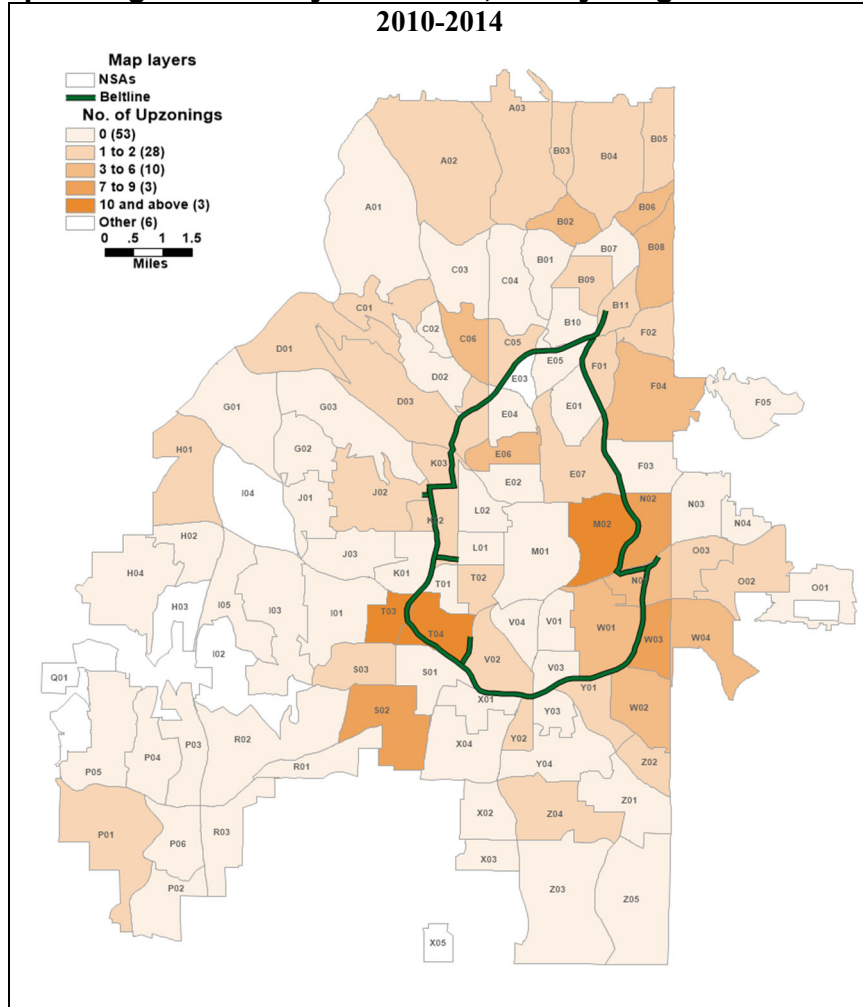 2010-2014
Map layers
NSAs
Beltline
No. of Upzonings
0 (53)
1 to 2 (28)
3 to 6 (10)
7 to 9 (3)
10 and above (3)
Other (6)
0 .5 1 1.5
Miles
A03
B05
B03
B04
A02
A01
B06
B02
B07
B08
B01
C03
C04
B09
C01
B11
B10
C02
F02
C06
C05
D01
E05
F01
D02
E03
F04
D03
F05
G01
G03
E01
E04
H01
G02
E06
K03
F03
I04
J01
J02
E02
E07
N02
N03
L02
M02
N04
H02
J03
L01
M01
O03
H04
K01
T01
T02
O02
O01
H03
I05
I03
I01
T03
V04
V01
W01
T04
W03
W04
I02
S03
S01
V02
V03
Q01
X01
Y01
S02
Y03
W02
R02
Y02
P03
P04
X04
Z02
P05
R01
Y04
Z01
X02
Z04
P01
R03
P06
X03
P02
Z03
Z05
X05